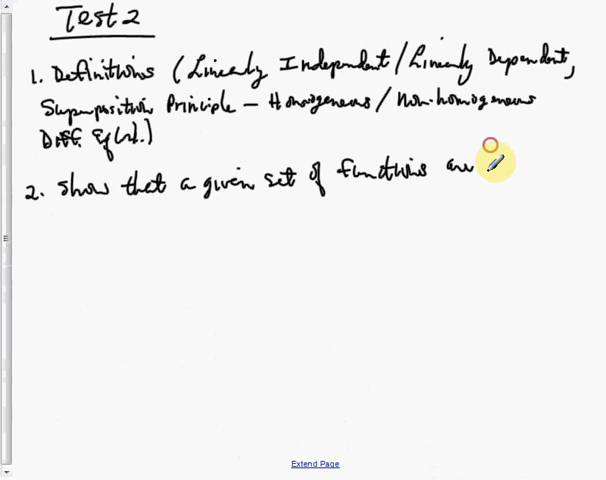 Test 2
1. Definitions (Linearly Independent / Linearly Dependent,
Superposition Principle - Homogeneous / Non-homogeneous
Diff. Eq(n).)
2. Show that a given set of functions are
Extend Page